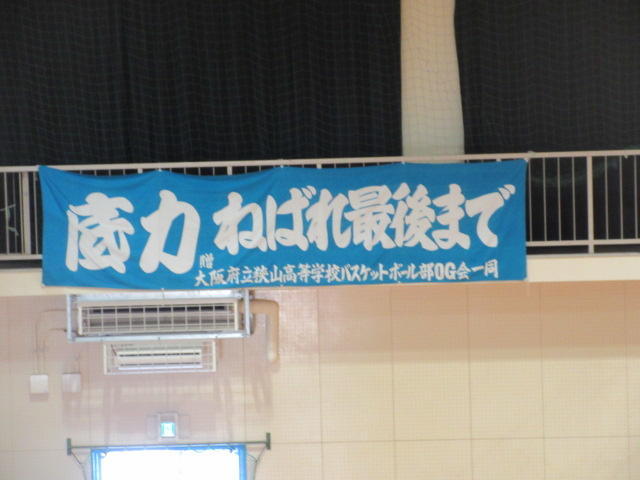 威力 ねばれ最後まで
贈
大阪府立狭山高等学校バスケットボール部OG会一同